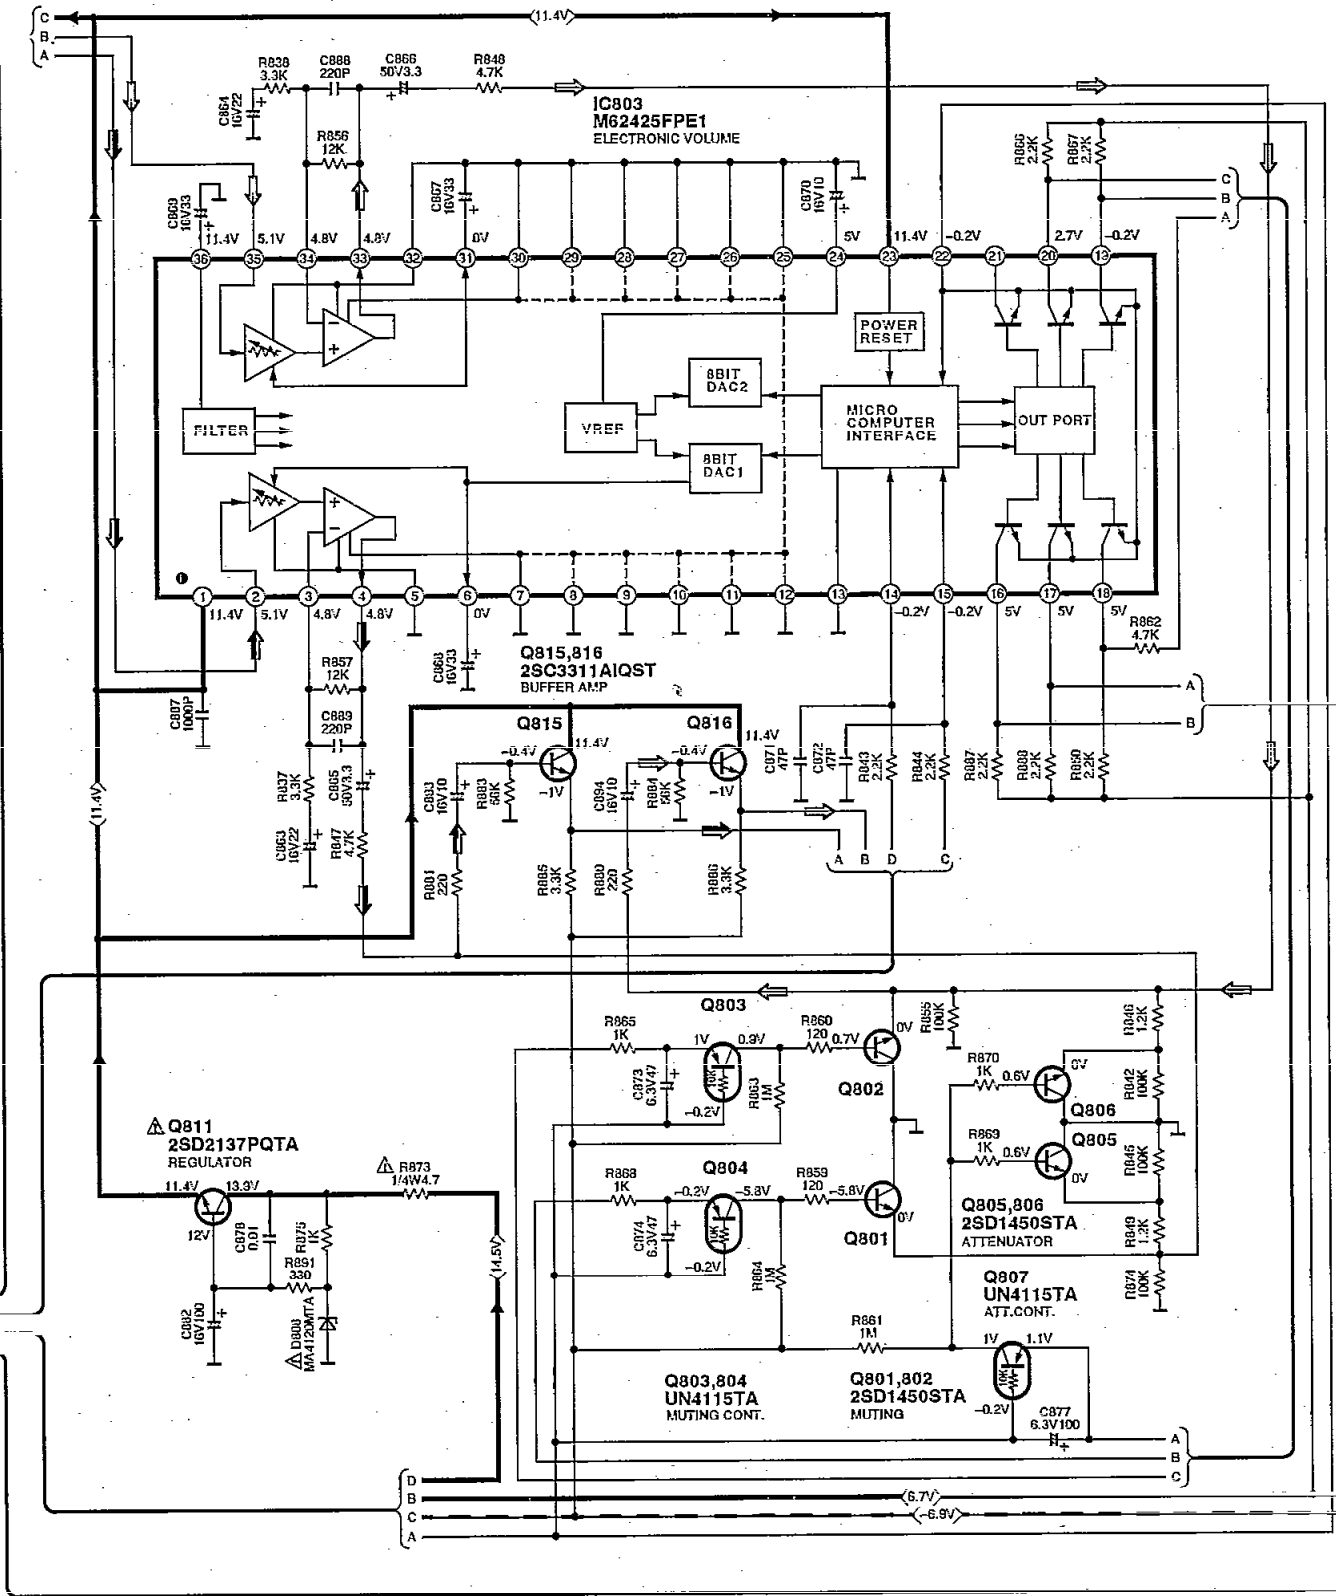 C
B
A
(11.4V)
R838
3.3K
C888
220P
C866
50V3.3
R848
4.7K
C864
16V22
R856
12K
IC803
M62425FPE1
ELECTRONIC VOLUME
R866
2.2K
R867
2.2K
C
B
A
C869
16V33
C867
16V33
C870
16V10
11.4V
5.1V
4.8V
4.8V
0V
5V
11.4V
-0.2V
2.7V
-0.2V
36
35
34
33
32
31
30
29
28
27
26
25
24
23
22
21
20
19
POWER
RESET
8BIT
DAC2
VREF
8BIT
DAC1
MICRO
COMPUTER
INTERFACE
OUT PORT
FILTER
1
2
3
4
5
6
7
8
9
10
11
12
13
14
15
16
17
18
11.4V
5.1V
4.8V
4.8V
0V
-0.2V
-0.2V
5V
5V
5V
R862
4.7K
C868
16V33
Q815,816
2SC3311AIQST
BUFFER AMP
R857
12K
C887
1000P
C889
220P
A
B
Q815
Q816
-0.4V
11.4V
-1V
-0.4V
11.4V
-1V
R837
3.3K
C865
50V3.3
C863
16V22
R847
4.7K
C893
16V10
R883
56K
C894
16V10
R884
56K
C871
47P
C872
47P
R843
2.2K
R844
2.2K
R887
2.2K
R888
2.2K
(11.4V)
R881
220
R885
3.3K
R880
220
R886
3.3K
A
B
D
C
Q803
R865
1K
1V
0.9V
R860
120
0.7V
0V
R855
100K
R846
1.2K
C873
6.3V47
10K
R863
1M
-0.2V
Q802
R870
1K
0.6V
0V
R842
100K
Q806
Q811
2SD2137PQTA
REGULATOR
R873
1/4W4.7
11.4V
13.9V
12V
C878
0.01
R875
1K
R891
330
C882
16V100
D808
MA4120MTA
14.5V
R868
1K
Q804
-0.2V
-5.8V
R859
120
-5.8V
0V
C874
6.3V47
10K
R864
1M
-0.2V
Q801
R869
1K
0.6V
Q805
0V
R845
100K
Q805,806
2SD1450STA
ATTENUATOR
R849
1.2K
R874
100K
Q807
UN4115TA
ATT.CONT.
R861
1M
1V
1.1V
10K
-0.2V
C877
6.3V100
Q803,804
UN4115TA
MUTING CONT.
Q801,802
2SD1450STA
MUTING
A
B
C
D
B
C
A
(6.7V)
(-6.9V)